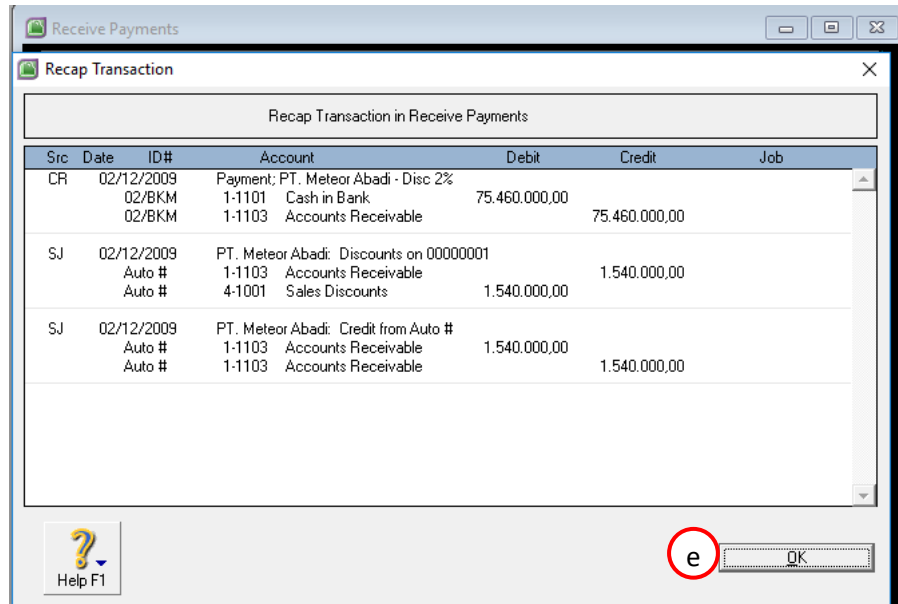 Receive Payments
Recap Transaction
Recap Transaction in Receive Payments
Src Date ID# Account Debit Credit Job
CR 02/12/2009 Payment; PT. Meteor Abadi - Disc 2%
02/BKM 1-1101 Cash in Bank 75.460.000,00
02/BKM 1-1103 Accounts Receivable 75.460.000,00
SJ 02/12/2009 PT. Meteor Abadi: Discounts on 00000001
Auto # 1-1103 Accounts Receivable 1.540.000,00
Auto # 4-1001 Sales Discounts 1.540.000,00
SJ 02/12/2009 PT. Meteor Abadi: Credit from Auto #
Auto # 1-1103 Accounts Receivable 1.540.000,00
Auto # 1-1103 Accounts Receivable 1.540.000,00
Help F1
e
OK